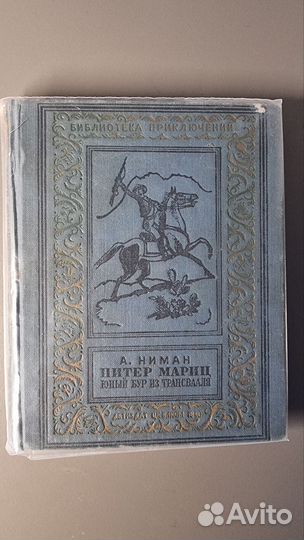 БИБЛИОТЕКА ПРИКЛЮЧЕНИЙ
А. НИМАН
ПИТЕР МАРИЦ
ЮНЫЙ БУР ИЗ ТРАНСВААЛЯ
Avito